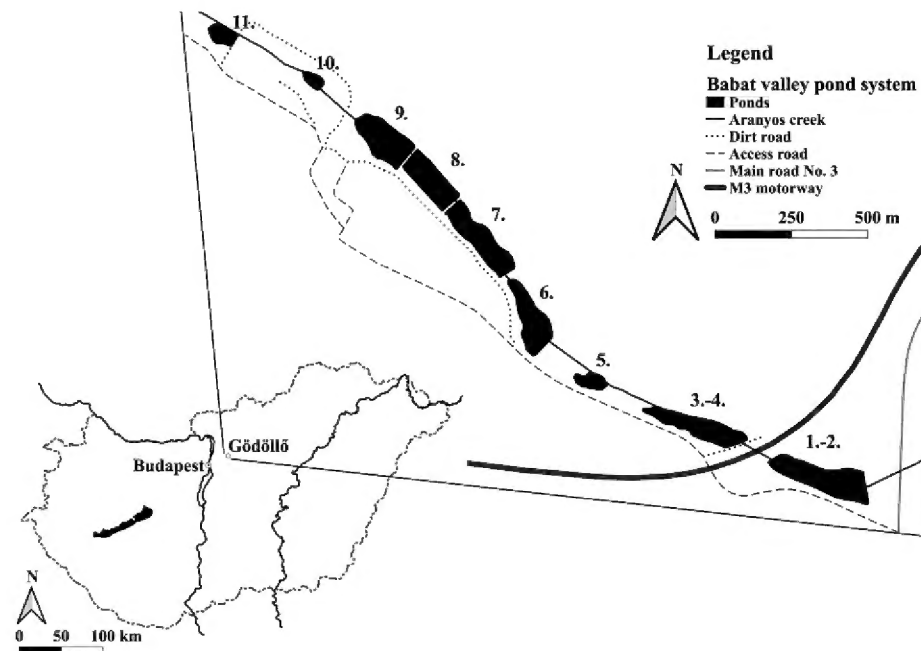 11.
10.
9.
8.
7.
6.
5.
3.-4.
1.-2.
Legend
Babat valley pond system
Ponds
Aranyos creek
Dirt road
Access road
Main road No. 3
M3 motorway
N
0 250 500 m
Gödöllő
Budapest
N
0 50 100 km